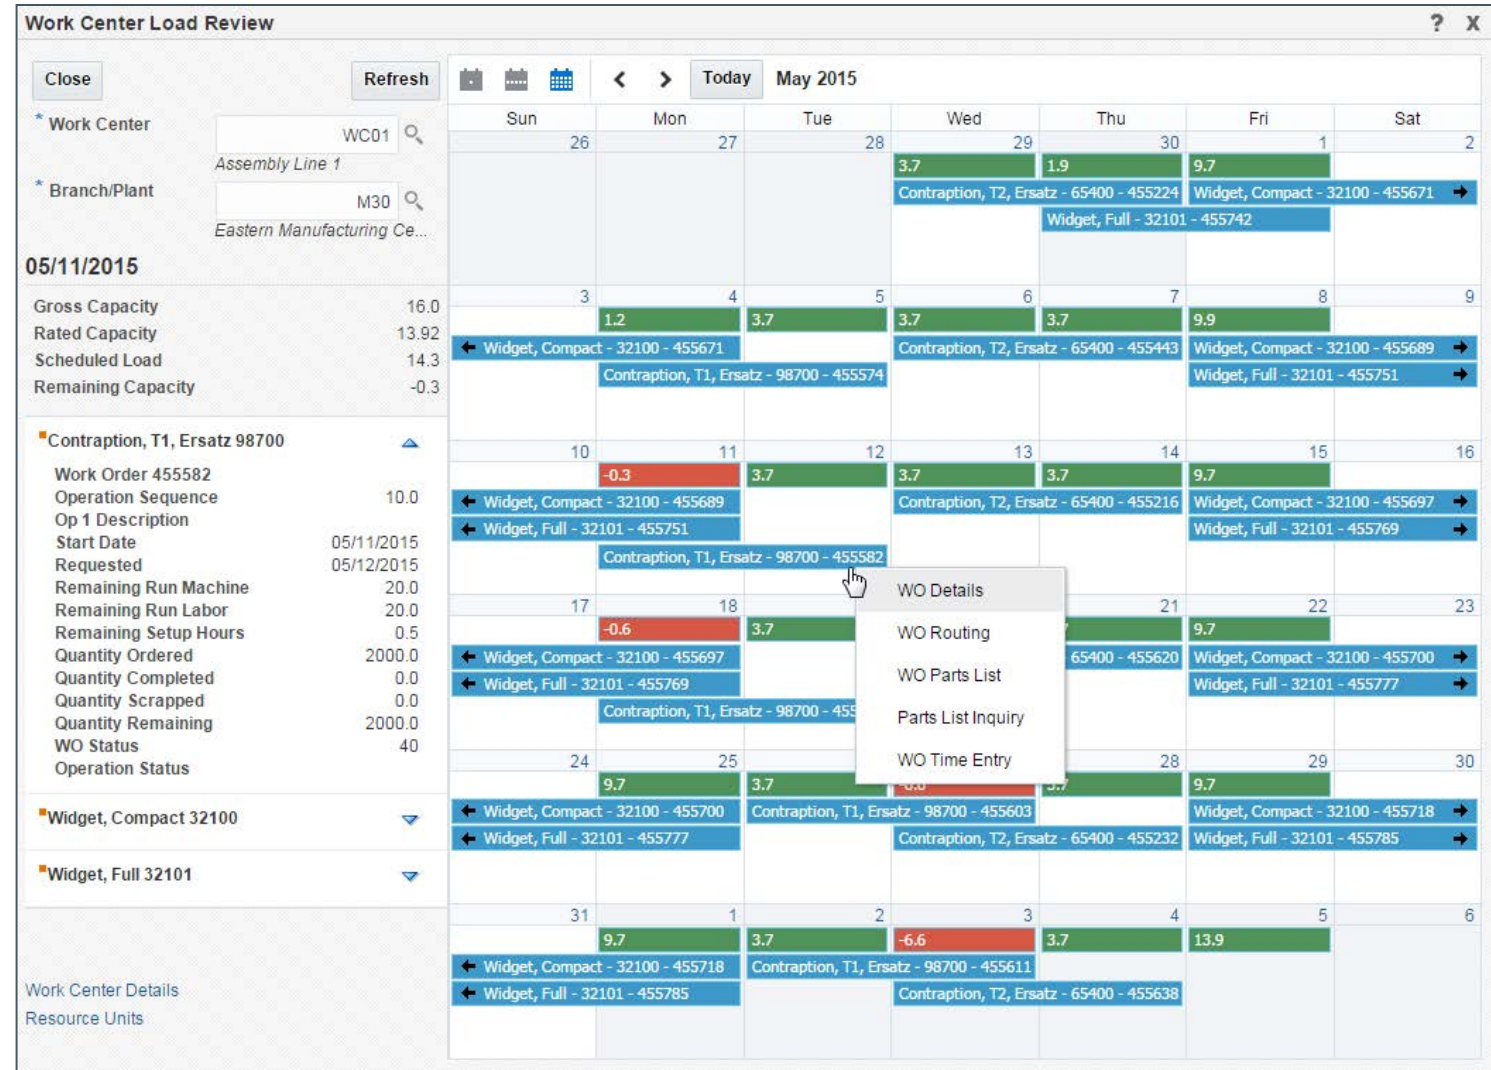 Work Center Load Review ? X
Close Refresh
* Work Center WC01
Assembly Line 1
* Branch/Plant M30
Eastern Manufacturing Ce...
05/11/2015
Gross Capacity 16.0
Rated Capacity 13.92
Scheduled Load 14.3
Remaining Capacity -0.3
Contraption, T1, Ersatz 98700
Work Order 455582
Operation Sequence 10.0
Op 1 Description
Start Date 05/11/2015
Requested 05/12/2015
Remaining Run Machine 20.0
Remaining Run Labor 20.0
Remaining Setup Hours 0.5
Quantity Ordered 2000.0
Quantity Completed 0.0
Quantity Scrapped 0.0
Quantity Remaining 2000.0
WO Status 40
Operation Status
Widget, Compact 32100
Widget, Full 32101
Work Center Details
Resource Units
Today May 2015
Sun Mon Tue Wed Thu Fri Sat
26 27 28 29 30 1 2
3.7 1.9 9.7
Contraption, T2, Ersatz - 65400 - 455224 Widget, Compact - 32100 - 455671
Widget, Full - 32101 - 455742
3 4 5 6 7 8 9
1.2 3.7 3.7 3.7 9.9
Widget, Compact - 32100 - 455671 Contraption, T2, Ersatz - 65400 - 455443 Widget, Compact - 32100 - 455689
Contraption, T1, Ersatz - 98700 - 455574 Widget, Full - 32101 - 455751
10 11 12 13 14 15 16
-0.3 3.7 3.7 3.7 9.7
Widget, Compact - 32100 - 455689 Contraption, T2, Ersatz - 65400 - 455216 Widget, Compact - 32100 - 455697
Widget, Full - 32101 - 455751 Widget, Full - 32101 - 455769
Contraption, T1, Ersatz - 98700 - 455582
WO Details
WO Routing
WO Parts List
Parts List Inquiry
WO Time Entry
17 18 21 22 23
-0.6 3.7 9.7
Widget, Compact - 32100 - 455697 65400 - 455620 Widget, Compact - 32100 - 455700
Widget, Full - 32101 - 455769 Widget, Full - 32101 - 455777
Contraption, T1, Ersatz - 98700 - 455
24 25 28 29 30
9.7 3.7 9.7
Widget, Compact - 32100 - 455700 Contraption, T1, Ersatz - 98700 - 455603 Widget, Compact - 32100 - 455718
Widget, Full - 32101 - 455777 Contraption, T2, Ersatz - 65400 - 455232 Widget, Full - 32101 - 455785
31 1 2 3 4 5 6
9.7 3.7 -6.6 3.7 13.9
Widget, Compact - 32100 - 455718 Contraption, T1, Ersatz - 98700 - 455611
Widget, Full - 32101 - 455785 Contraption, T2, Ersatz - 65400 - 455638